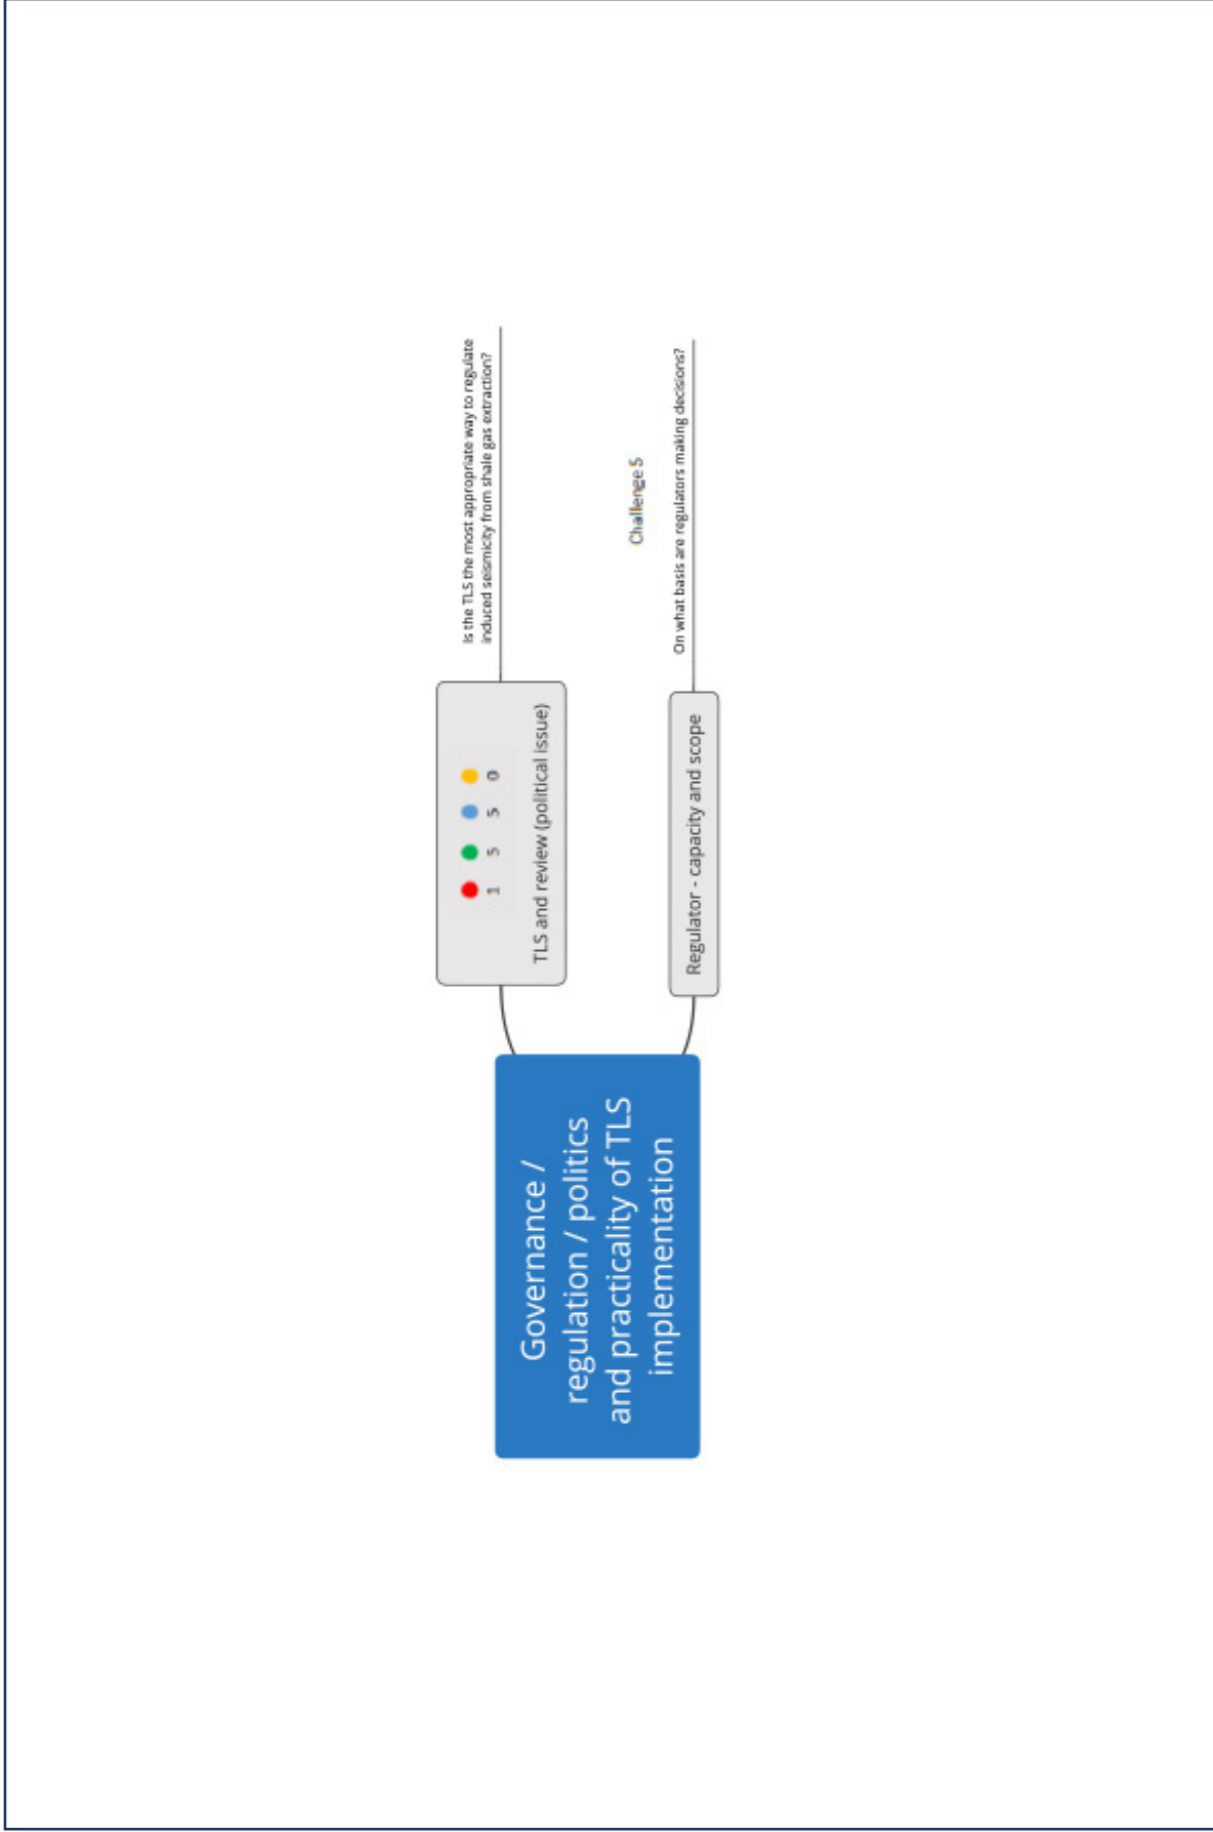 Governance /
regulation / politics
and practicality of TLS
implementation
1 5 5 0
TLS and review (political issue)
Is the TLS the most appropriate way to regulate
induced seismicity from shale gas extraction?
Challenge 5
Regulator - capacity and scope
On what basis are regulators making decisions?